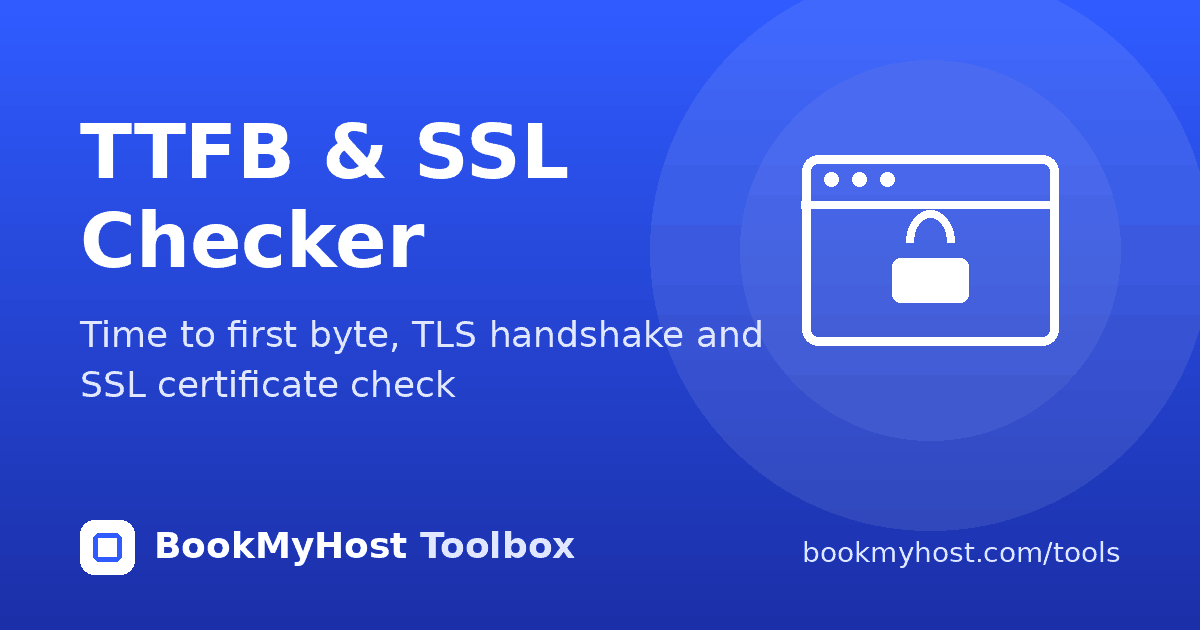 TTFB & SSL
Checker
Time to first byte, TLS handshake and
SSL certificate check
BookMyHost Toolbox
bookmyhost.com/tools